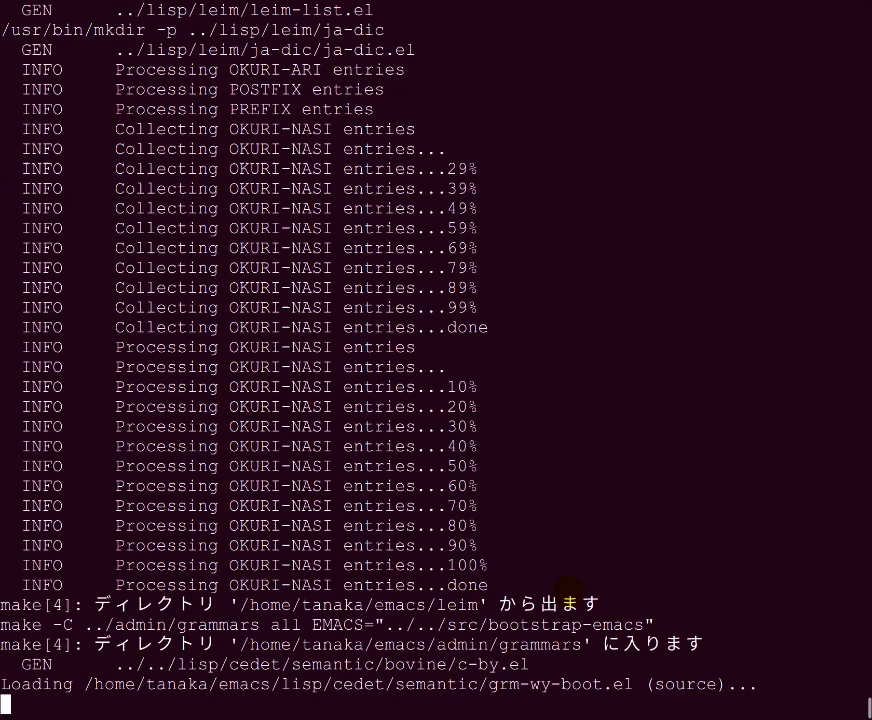 GEN ../lisp/leim/leim-list.el
/usr/bin/mkdir -p ../lisp/leim/ja-dic
GEN ../lisp/leim/ja-dic/ja-dic.el
INFO Processing OKURI-ARI entries
INFO Processing POSTFIX entries
INFO Processing PREFIX entries
INFO Collecting OKURI-NASI entries
INFO Collecting OKURI-NASI entries...
INFO Collecting OKURI-NASI entries...29%
INFO Collecting OKURI-NASI entries...39%
INFO Collecting OKURI-NASI entries...49%
INFO Collecting OKURI-NASI entries...59%
INFO Collecting OKURI-NASI entries...69%
INFO Collecting OKURI-NASI entries...79%
INFO Collecting OKURI-NASI entries...89%
INFO Collecting OKURI-NASI entries...99%
INFO Collecting OKURI-NASI entries...done
INFO Processing OKURI-NASI entries
INFO Processing OKURI-NASI entries...
INFO Processing OKURI-NASI entries...10%
INFO Processing OKURI-NASI entries...20%
INFO Processing OKURI-NASI entries...30%
INFO Processing OKURI-NASI entries...40%
INFO Processing OKURI-NASI entries...50%
INFO Processing OKURI-NASI entries...60%
INFO Processing OKURI-NASI entries...70%
INFO Processing OKURI-NASI entries...80%
INFO Processing OKURI-NASI entries...90%
INFO Processing OKURI-NASI entries...100%
INFO Processing OKURI-NASI entries...done
make[4]: ディレクトリ '/home/tanaka/emacs/leim' から出ます
make -C ../admin/grammars all EMACS="../../src/bootstrap-emacs"
make[4]: ディレクトリ '/home/tanaka/emacs/admin/grammars' に入ります
GEN ../../lisp/cedet/semantic/bovine/c-by.el
Loading /home/tanaka/emacs/lisp/cedet/semantic/grm-wy-boot.el (source)...